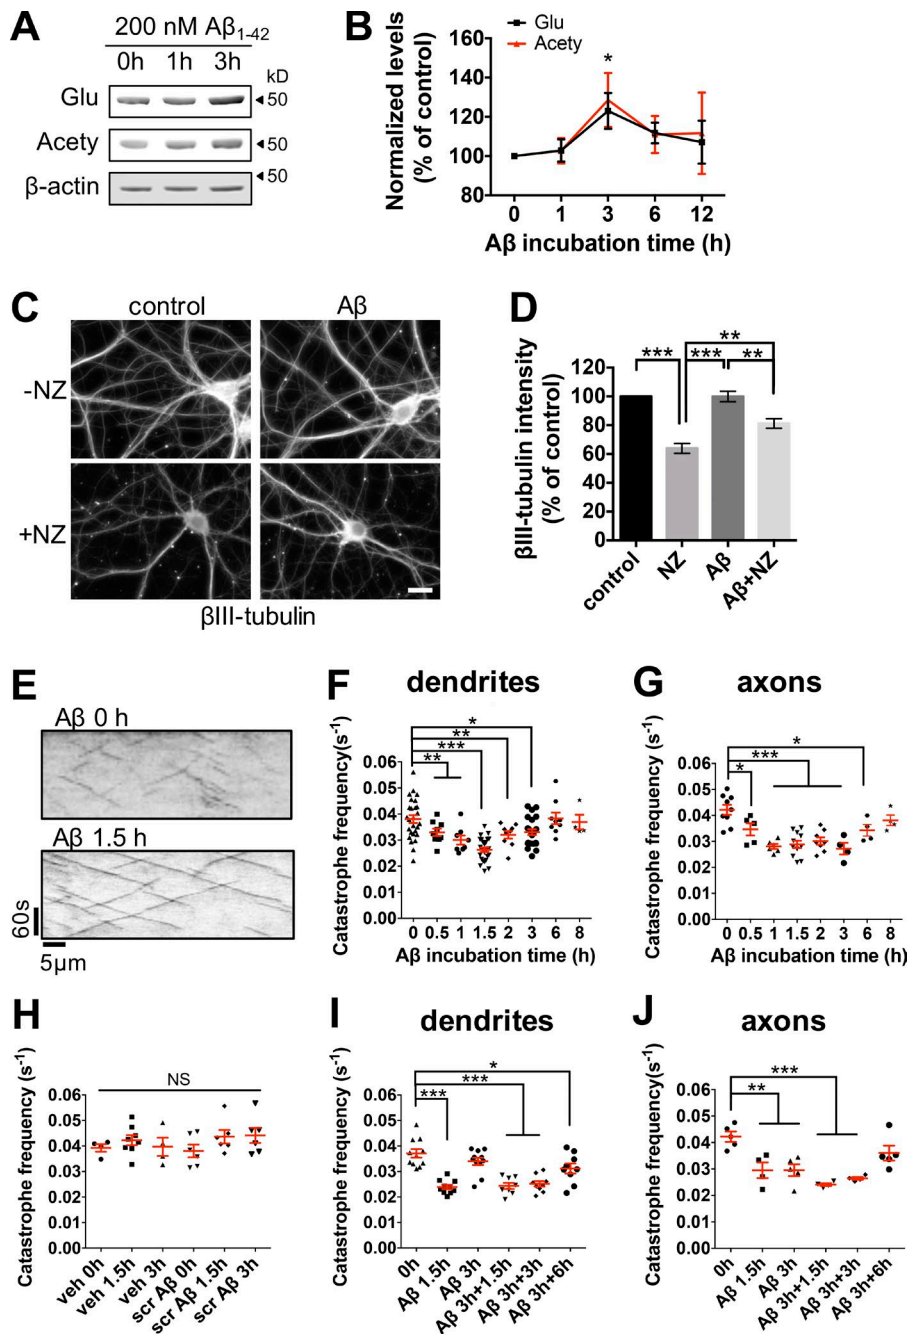 A
200 nM Aβ1-42
0h 1h 3h
kD
Glu
50
Acety
50
β-actin
50
B
Glu
Acety
160
140
120
100
80
*
0 1 3 6 12
Normalized levels
(% of control)
Aβ incubation time (h)
C
control Aβ
-NZ
+NZ
βIII-tubulin
D
**
*** *** **
120
100
80
60
40
20
0
βIII-tubulin intensity
(% of control)
control NZ Aβ Aβ+NZ
E
Aβ 0 h
Aβ 1.5 h
60s
5μm
F
dendrites
*
**
***
**
0.06
0.05
0.04
0.03
0.02
0.01
0.00
Catastrophe frequency(s-1)
0 0.5 1 1.5 2 3 6 8
Aβ incubation time (h)
G
axons
*
***
*
0.06
0.05
0.04
0.03
0.02
0.01
0.00
Catastrophe frequency (s-1)
0 0.5 1 1.5 2 3 6 8
Aβ incubation time (h)
H
NS
0.06
0.05
0.04
0.03
0.02
0.01
0.00
Catastrophe frequency (s-1)
veh 0h veh 1.5h veh 3h scr Aβ 0h scr Aβ 1.5h scr Aβ 3h
I
dendrites
*
***
***
0.06
0.05
0.04
0.03
0.02
0.01
0.00
Catastrophe frequency (s-1)
0h Aβ 1.5h Aβ 3h Aβ 3h+1.5h Aβ 3h+3h Aβ 3h+6h
J
axons
***
**
0.06
0.05
0.04
0.03
0.02
0.01
0.00
Catastrophe frequency(s-1)
0h Aβ 1.5h Aβ 3h Aβ 3h+1.5h Aβ 3h+3h Aβ 3h+6h